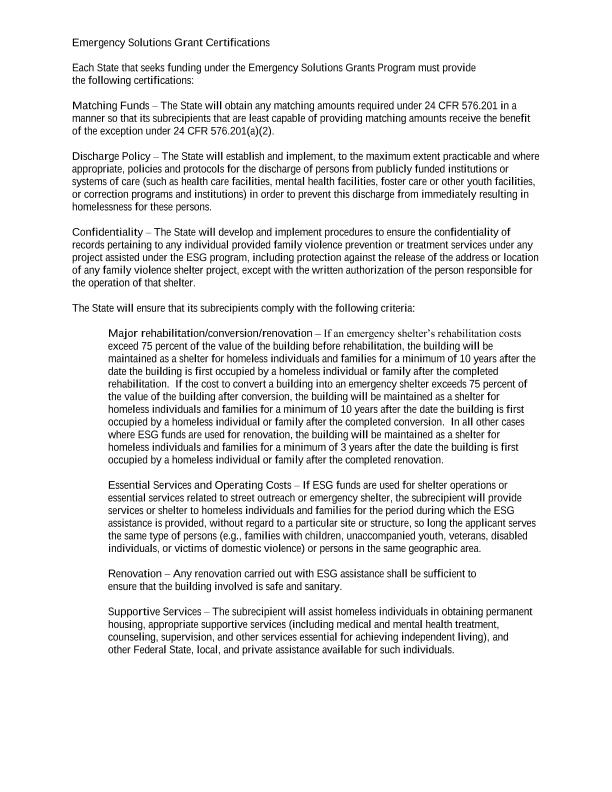 Emergency Solutions Grant Certifications
Each State that seeks funding under the Emergency Solutions Grants Program must provide
the following certifications:
Matching Funds – The State will obtain any matching amounts required under 24 CFR 576.201 in a
manner so that its subrecipients that are least capable of providing matching amounts receive the benefit
of the exception under 24 CFR 576.201(a)(2).
Discharge Policy – The State will establish and implement, to the maximum extent practicable and where
appropriate, policies and protocols for the discharge of persons from publicly funded institutions or
systems of care (such as health care facilities, mental health facilities, foster care or other youth facilities,
or correction programs and institutions) in order to prevent this discharge from immediately resulting in
homelessness for these persons.
Confidentiality – The State will develop and implement procedures to ensure the confidentiality of
records pertaining to any individual provided family violence prevention or treatment services under any
project assisted under the ESG program, including protection against the release of the address or location
of any family violence shelter project, except with the written authorization of the person responsible for
the operation of that shelter.
The State will ensure that its subrecipients comply with the following criteria:
Major rehabilitation/conversion/renovation – If an emergency shelter’s rehabilitation costs
exceed 75 percent of the value of the building before rehabilitation, the building will be
maintained as a shelter for homeless individuals and families for a minimum of 10 years after the
date the building is first occupied by a homeless individual or family after the completed
rehabilitation. If the cost to convert a building into an emergency shelter exceeds 75 percent of
the value of the building after conversion, the building will be maintained as a shelter for
homeless individuals and families for a minimum of 10 years after the date the building is first
occupied by a homeless individual or family after the completed conversion. In all other cases
where ESG funds are used for renovation, the building will be maintained as a shelter for
homeless individuals and families for a minimum of 3 years after the date the building is first
occupied by a homeless individual or family after the completed renovation.
Essential Services and Operating Costs – If ESG funds are used for shelter operations or
essential services related to street outreach or emergency shelter, the subrecipient will provide
services or shelter to homeless individuals and families for the period during which the ESG
assistance is provided, without regard to a particular site or structure, so long the applicant serves
the same type of persons (e.g., families with children, unaccompanied youth, veterans, disabled
individuals, or victims of domestic violence) or persons in the same geographic area.
Renovation – Any renovation carried out with ESG assistance shall be sufficient to
ensure that the building involved is safe and sanitary.
Supportive Services – The subrecipient will assist homeless individuals in obtaining permanent
housing, appropriate supportive services (including medical and mental health treatment,
counseling, supervision, and other services essential for achieving independent living), and
other Federal State, local, and private assistance available for such individuals.